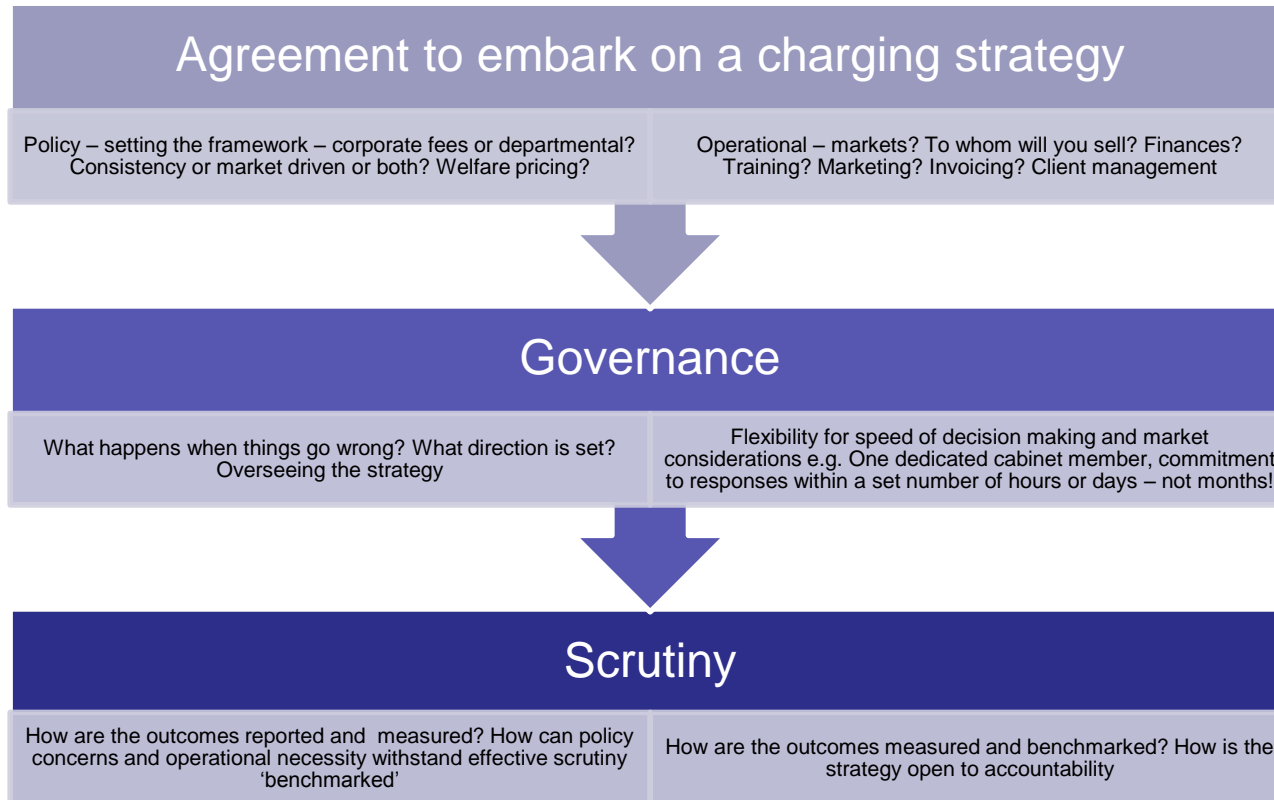 Agreement to embark on a charging strategy
Policy – setting the framework – corporate fees or departmental?
Consistency or market driven or both? Welfare pricing?
Operational – markets? To whom will you sell? Finances?
Training? Marketing? Invoicing? Client management
Governance
What happens when things go wrong? What direction is set?
Overseeing the strategy
Flexibility for speed of decision making and market
considerations e.g. One dedicated cabinet member, commitment
to responses within a set number of hours or days – not months!
Scrutiny
How are the outcomes reported and  measured? How can policy
concerns and operational necessity withstand effective scrutiny
‘benchmarked’
How are the outcomes measured and benchmarked? How is the
strategy open to accountability